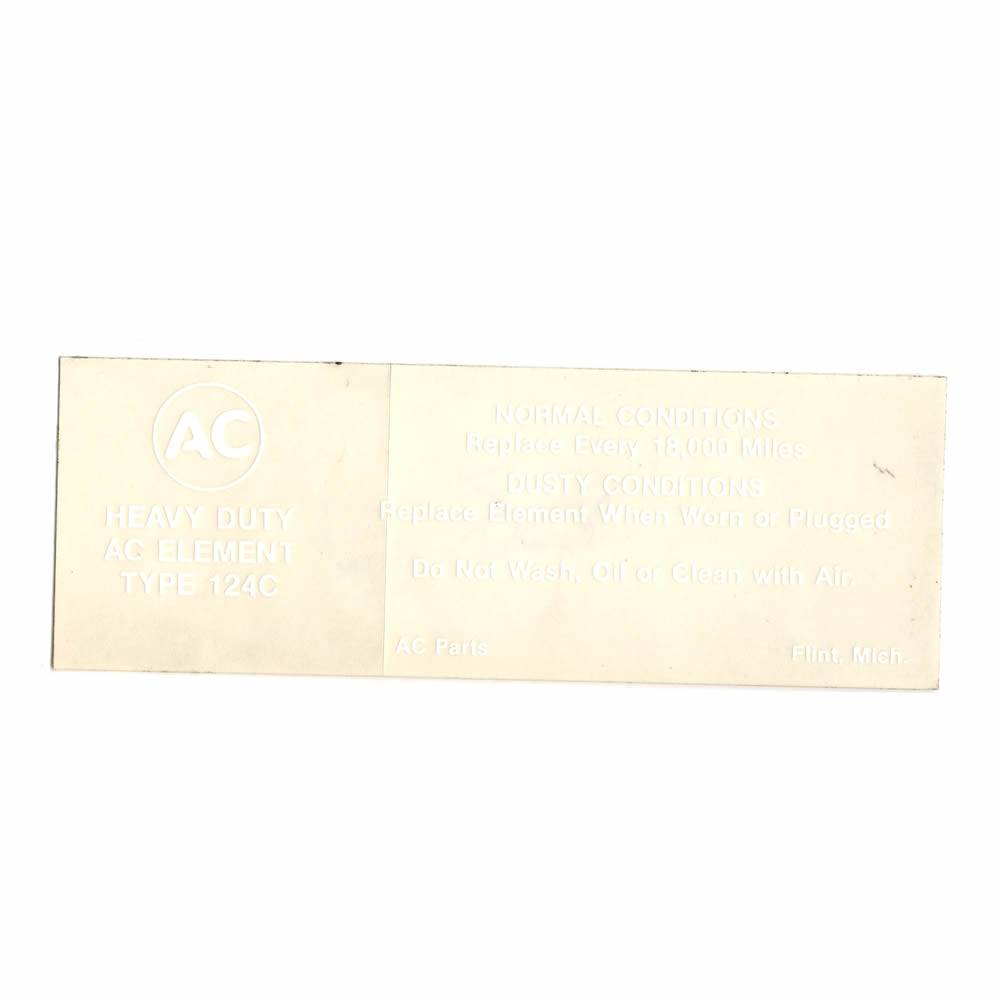 AC
HEAVY DUTY
AC ELEMENT
TYPE 124C
NORMAL CONDITIONS
Replace Every 18,000 Miles
DUSTY CONDITIONS
Replace Element When Worn or Plugged
Do Not Wash, Oil or Clean with Air.
AC Parts
Flint, Mich.